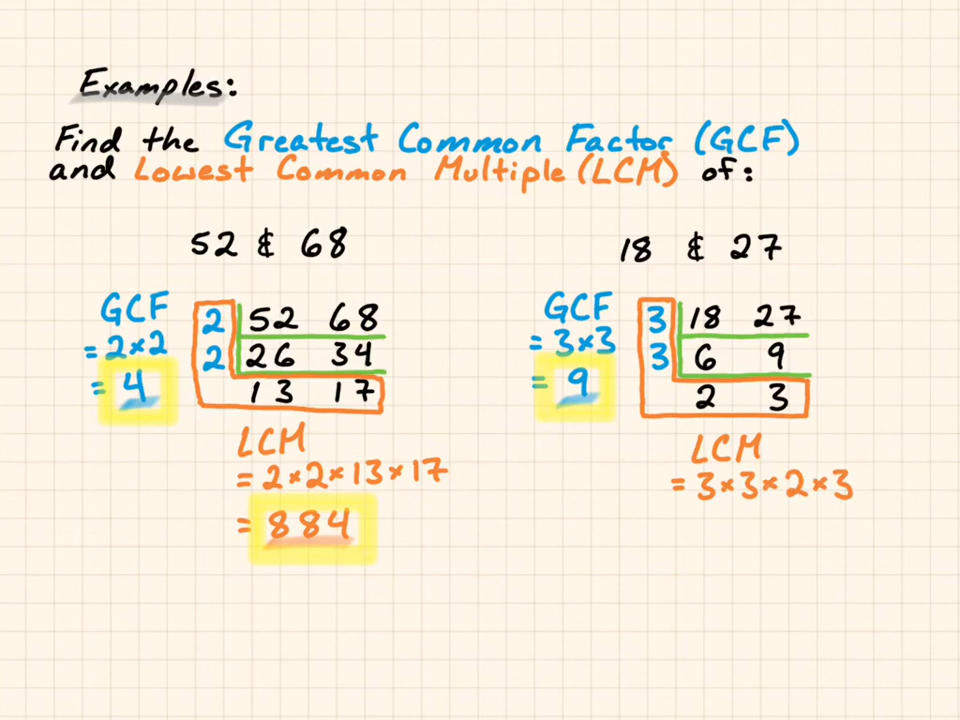 Examples:
Find the Greatest Common Factor (GCF)
and Lowest Common Multiple (LCM) of:
52 & 68
GCF
= 2×2
= 4
2 52 68
2 26 34
13 17
LCM
= 2×2×13×17
= 884
18 & 27
GCF
= 3×3
= 9
3 18 27
3 6 9
2 3
LCM
= 3×3×2×3